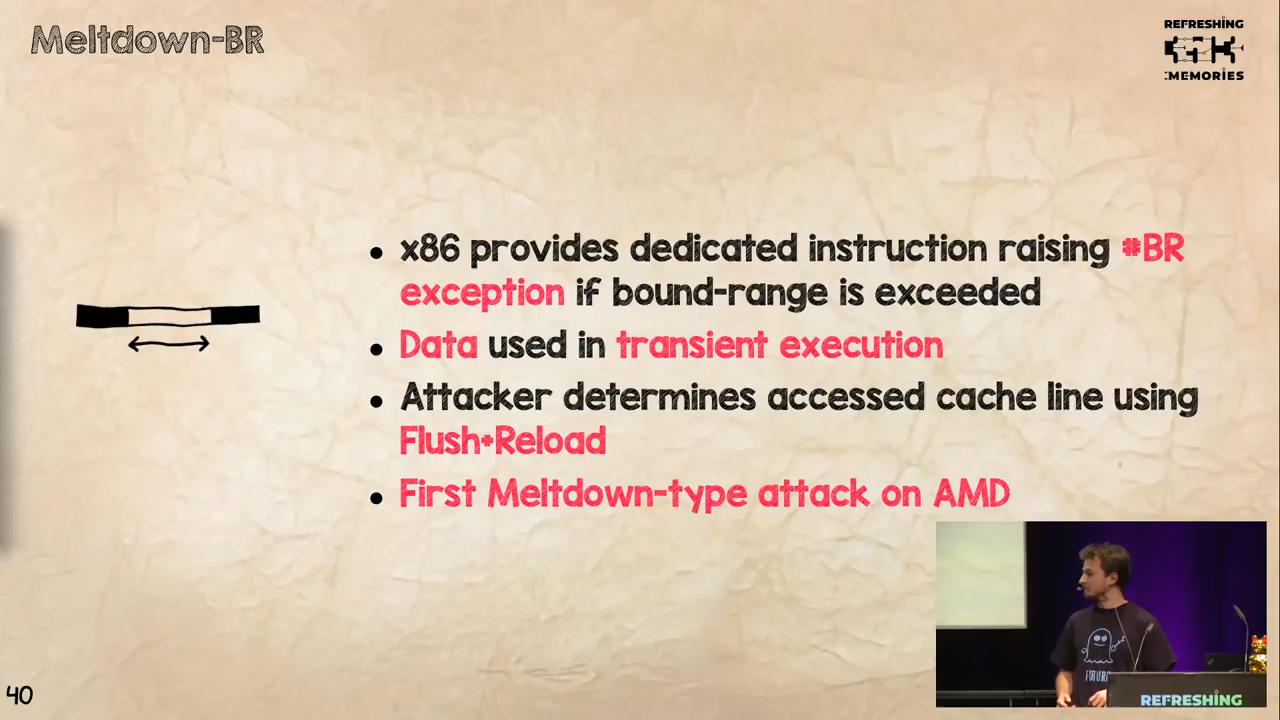 Meltdown-BR
REFRESHING
:MEMORIES
• x86 provides dedicated instruction raising #BR
exception if bound-range is exceeded
• Data used in transient execution
• Attacker determines accessed cache line using
Flush+Reload
• First Meltdown-type attack on AMD
REFRESHING
40